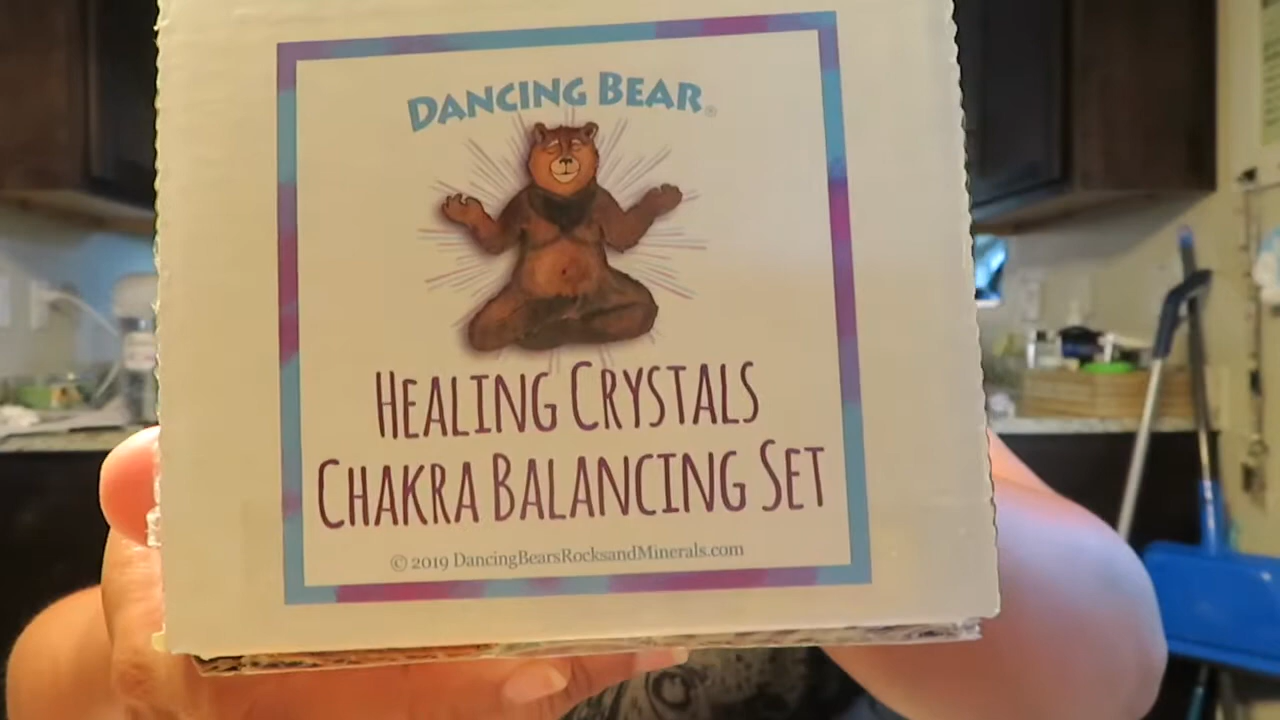 DANCING BEAR®
HEALING CRYSTALS
CHAKRA BALANCING SET
© 2019 DancingBearsRocksandMinerals.com